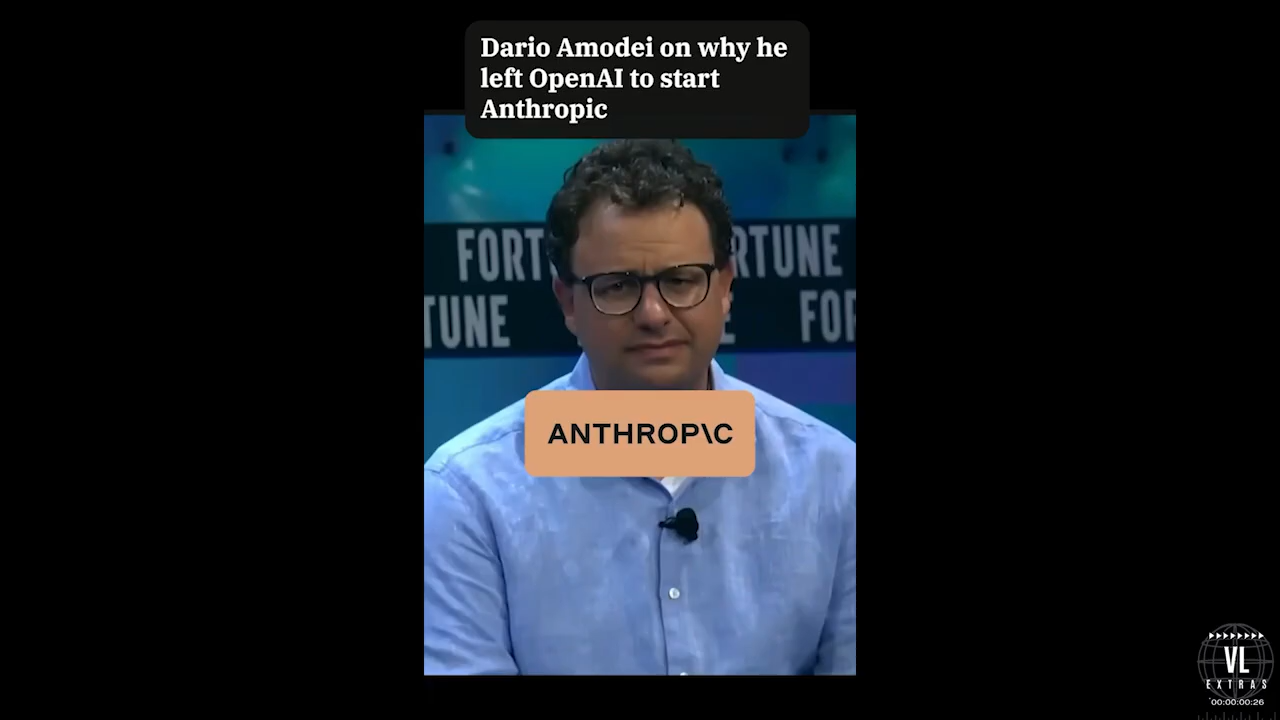 Dario Amodei on why he
left OpenAI to start
Anthropic
FORT RTUNE
TUNE E FOR
ANTHROP\C
VL
EXTRAS
00:00:00:26